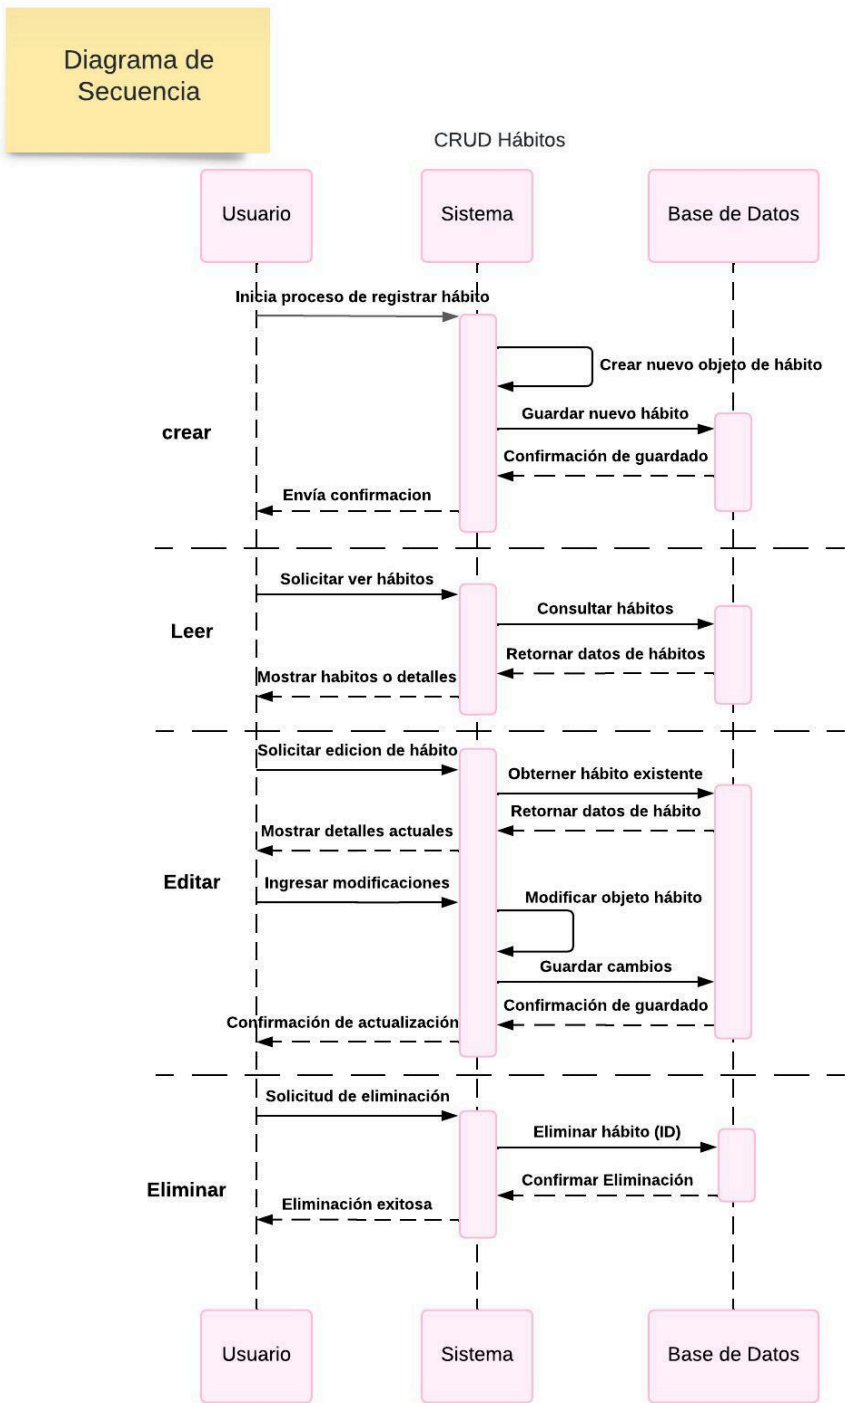 Diagrama de
Secuencia
CRUD Hábitos
Usuario
Sistema
Base de Datos
Inicia proceso de registrar hábito
Crear nuevo objeto de hábito
Guardar nuevo hábito
crear
Confirmación de guardado
Envía confirmacion
Solicitar ver hábitos
Consultar hábitos
Leer
Retornar datos de hábitos
Mostrar habitos o detalles
Solicitar edicion de hábito
Obterner hábito existente
Retornar datos de hábito
Mostrar detalles actuales
Editar
Ingresar modificaciones
Modificar objeto hábito
Guardar cambios
Confirmación de guardado
Confirmación de actualización
Solicitud de eliminación
Eliminar hábito (ID)
Confirmar Eliminación
Eliminar
Eliminación exitosa
Usuario
Sistema
Base de Datos